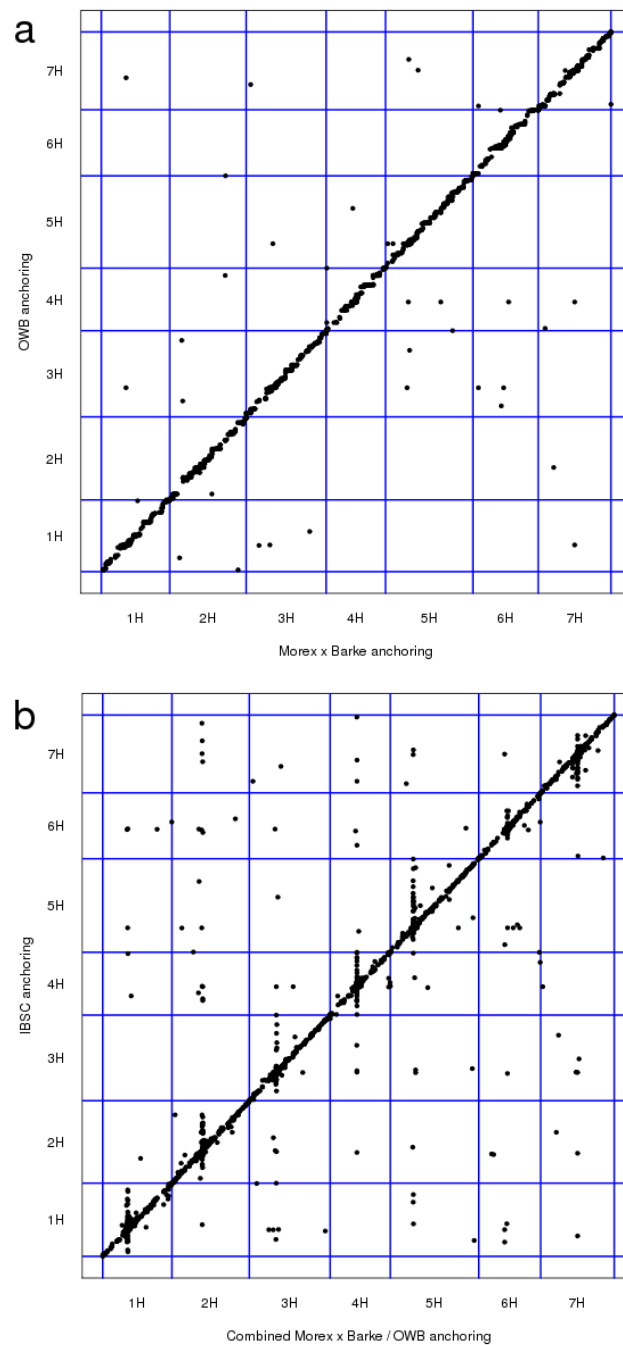 a
7H
6H
5H
4H
3H
2H
1H
OWB anchoring
1H 2H 3H 4H 5H 6H 7H
Morex x Barke anchoring
b
7H
6H
5H
4H
3H
2H
1H
IBSC anchoring
1H 2H 3H 4H 5H 6H 7H
Combined Morex x Barke / OWB anchoring